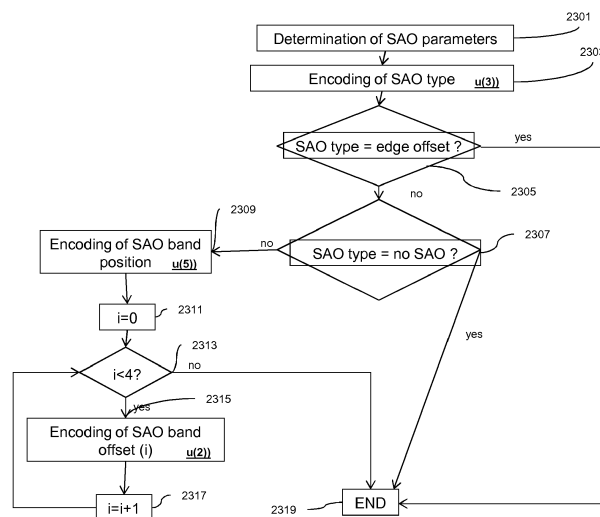 2301
Determination of SAO parameters
2303
Encoding of SAO type u(3))
yes
SAO type = edge offset ?
2305
no
2309
2307
Encoding of SAO band
position u(5))
no
SAO type = no SAO ?
2311
i=0
yes
2313
no
i<4?
2315
yes
Encoding of SAO band
offset (i) u(2))
2317
i=i+1
2319
END